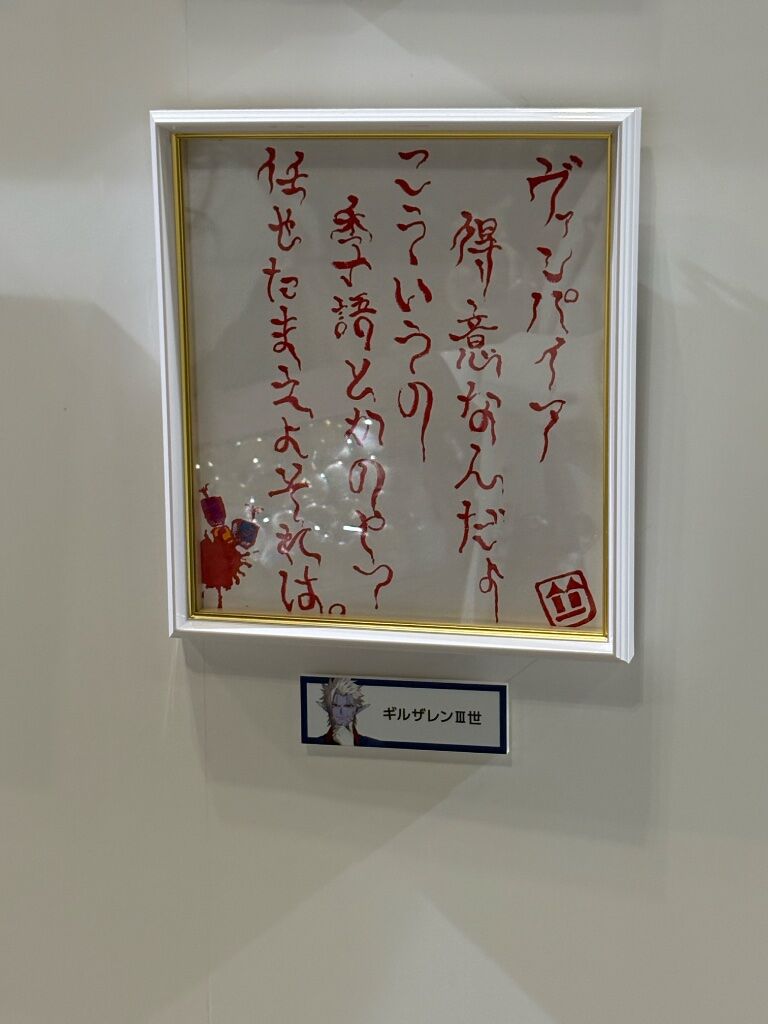 ヴァンパイア
得意なんだよ
こういうの
季語とかのやつ
任せたまえよそれは。
ギルザレンⅢ世